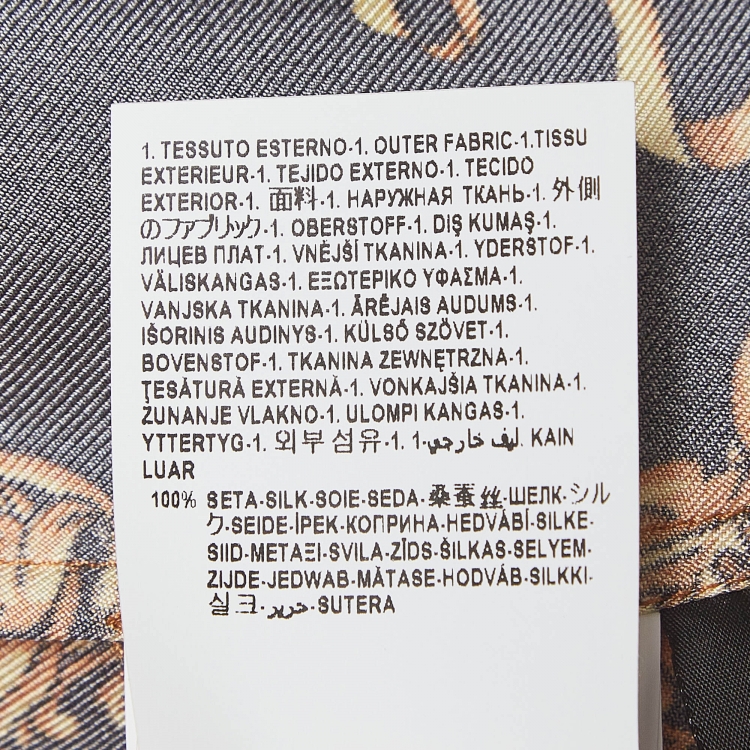 1. TESSUTO ESTERNO-1. OUTER FABRIC-1.TISSU
EXTERIEUR-1. TEJIDO EXTERNO-1. TECIDO
EXTERIOR-1. 面料-1. НАРУЖНАЯ ТКАНЬ-1. 外側
のファブリック-1. OBERSTOFF-1. DIŞ KUMAŞ-1.
ЛИЦЕВ ПЛАТ-1. VNĚJŠÍ TKANINA-1. YDERSTOF-1.
VÄLISKANGAS-1. ΕΞΩΤΕΡΙΚΟ ΥΦΑΣΜΑ-1.
VANJSKA TKANINA-1. ĀRĒJAIS AUDUMS-1.
IŠORINIS AUDINYS-1. KÜLSŐ SZÖVET-1.
BOVENSTOF-1. TKANINA ZEWNĘTRZNA-1.
ŢESĂTURĂ EXTERNĂ-1. VONKAJŠIA TKANINA-1.
ZUNANJE VLAKNO-1. ULOMPI KANGAS-1.
YTTERTYG-1. 외부 섬유-1. ليف خارجي-1. 1. KAIN
LUAR
100% SETA-SILK-SOIE-SEDA-桑蚕丝-ШЕЛК-シル
ク-SEIDE-İPEK-КОПРИНА-HEDVÁBÍ-SILKE-
SIID-ΜΕΤΑΞΙ-SVILA-ZĪDS-ŠILKAS-SELYEM-
ZIJDE-JEDWAB-MĂTASE-HODVÁB-SILKKI-
실크-حرير-SUTERA